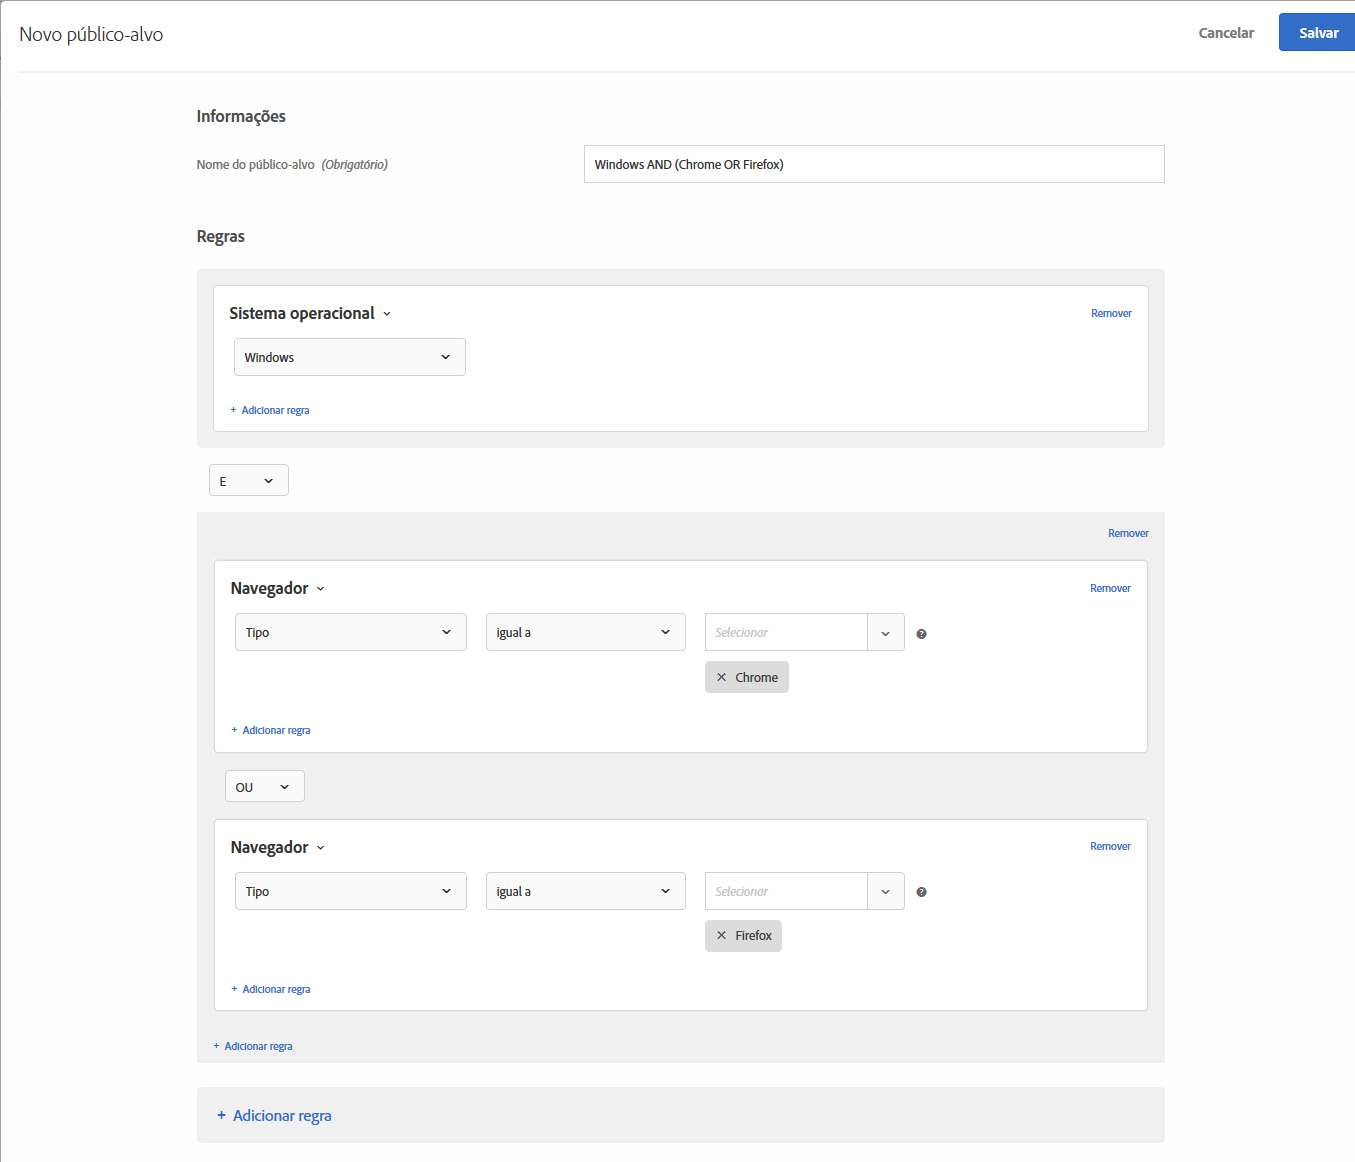 Novo público-alvo
Cancelar
Salvar
Informações
Nome do público-alvo (Obrigatório)
Windows AND (Chrome OR Firefox)
Regras
Sistema operacional
Remover
Windows
+ Adicionar regra
E
Remover
Navegador
Remover
Tipo
igual a
Selecionar
Chrome
+ Adicionar regra
OU
Navegador
Remover
Tipo
igual a
Selecionar
Firefox
+ Adicionar regra
+ Adicionar regra
+ Adicionar regra